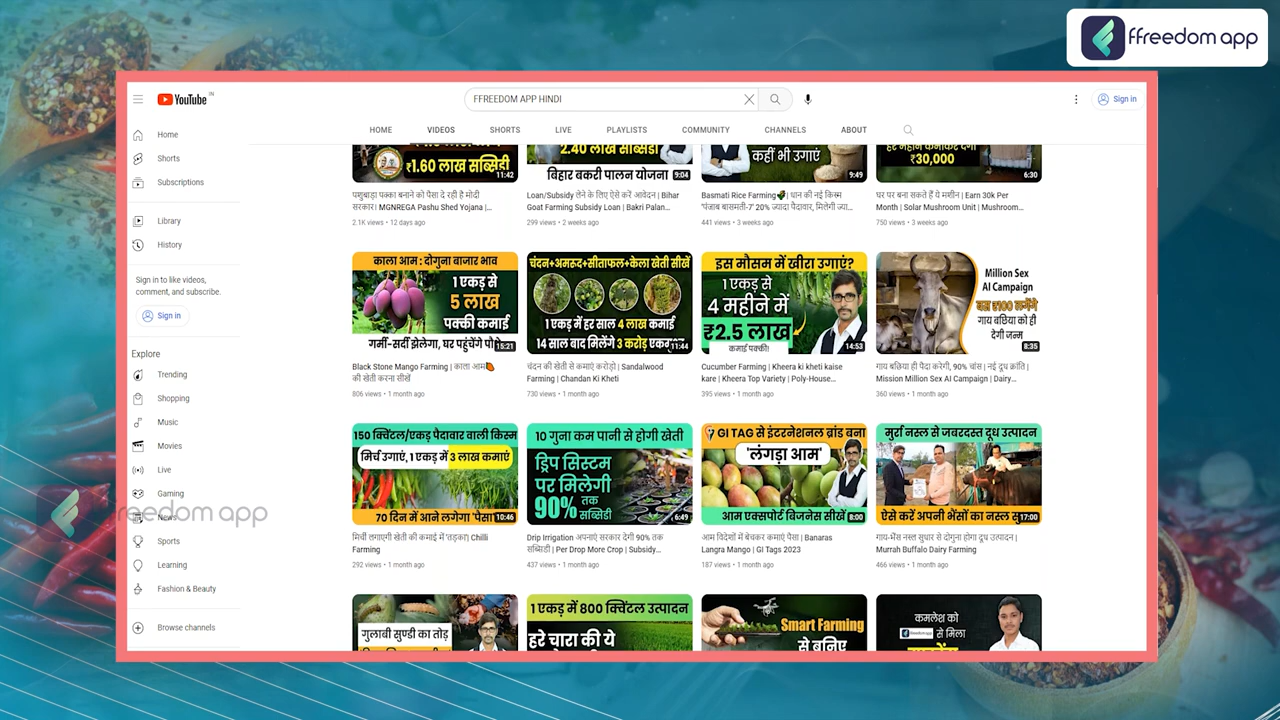 ffreedom app
YouTube IN
FFREEDOM APP HINDI
Sign in
HOME
VIDEOS
SHORTS
LIVE
PLAYLISTS
COMMUNITY
CHANNELS
ABOUT
Home
Shorts
Subscriptions
Library
History
Sign in to like videos,
comment, and subscribe.
Sign in
Explore
Trending
Shopping
Music
Movies
Live
Gaming
News
Sports
Learning
Fashion & Beauty
Browse channels
freedom app
₹1.60 लाख सब्सिडी
11:42
पशुबाड़ा पक्का बनाने को पैसा दे रही है मोदी
सरकार। MGNREGA Pashu Shed Yojana |...
2.1K views • 12 days ago
2.40 लाख सब्सिडी
बिहार बकरी पालन योजना
9:04
Loan/Subsidy लेने के लिए ऐसे करें आवेदन | Bihar
Goat Farming Subsidy Loan | Bakri Palan...
299 views • 2 weeks ago
कहीं भी उगाएं
9:49
Basmati Rice Farming | धान की नई किस्म
'पंजाब बासमती-7' 20% ज्यादा पैदावार, मिलेगी ज्या...
441 views • 3 weeks ago
हर महीने कमाकर देगी
₹30,000
6:30
घर पर बना सकते हैं ये मशीन | Earn 30k Per
Month | Solar Mushroom Unit | Mushroom...
750 views • 3 weeks ago
काला आम : दोगुना बाजार भाव
1 एकड़ से
5 लाख
पक्की कमाई
गर्मी-सर्दी झेलेगा, घर पहुंचेंगे
15:21
Black Stone Mango Farming | काला आम
की खेती करना सीखें
806 views • 1 month ago
चंदन+अमरूद+सीताफल+केला खेती सीखें
1 एकड़ में हर साल 4 लाख कमाएं
14 साल बाद मिलेंगे 3 करोड़
11:44
चंदन की खेती से कमाएं करोड़ो | Sandalwood
Farming | Chandan Ki Kheti
730 views • 1 month ago
इस मौसम में खीरा उगाएं?
1 एकड़ से
4 महीने में
₹2.5 लाख
कमाई पक्की!
14:53
Cucumber Farming | Kheera ki kheti kaise
kare | Kheera Top Variety | Poly-House...
395 views • 1 month ago
Million Sex
AI Campaign
बस ₹100 लगेंगे
गाय बछिया को ही
देगी जन्म
8:35
गाय बछिया ही पैदा करेगी, 90% चांस | नई दूध क्रांति |
Mission Million Sex AI Campaign | Dairy...
360 views • 1 month ago
150 क्विंटल/एकड़ पैदावार वाली किस्म
मिर्च उगाएं, 1 एकड़ में 3 लाख कमाएं
70 दिन में आने लगेगा 'पैसा'
10:46
मिर्ची लगाएगी खेती की कमाई में 'तड़का'| Chilli
Farming
292 views • 1 month ago
10 गुना कम पानी से होगी खेती
ड्रिप सिस्टम
पर मिलेगी
90% तक
सब्सिडी
6:49
Drip Irrigation अपनाएं सरकार देगी 90% तक
सब्सिडी | Per Drop More Crop | Subsidy...
437 views • 1 month ago
GI TAG से इंटरनेशनल ब्रांड बना
'लंगड़ा आम'
आम एक्सपोर्ट बिजनेस सीखें
8:00
आम विदेशों में बेचकर कमाएं पैसा | Banaras
Langra Mango | GI Tags 2023
187 views • 1 month ago
मुर्रा नस्ल से जबरदस्त दूध उत्पादन
ऐसे करें अपनी भैंसों का नस्ल
17:00
गाय-भैंस नस्ल सुधार से दोगुना होगा दूध उत्पादन |
Murrah Buffalo Dairy Farming
466 views • 1 month ago
गुलाबी सुण्डी का तोड़
1 एकड़ में 800 क्विंटल उत्पादन
हरे चारा की ये
Smart Farming
से बनिए
कमलेश को
ffreedom app से मिला